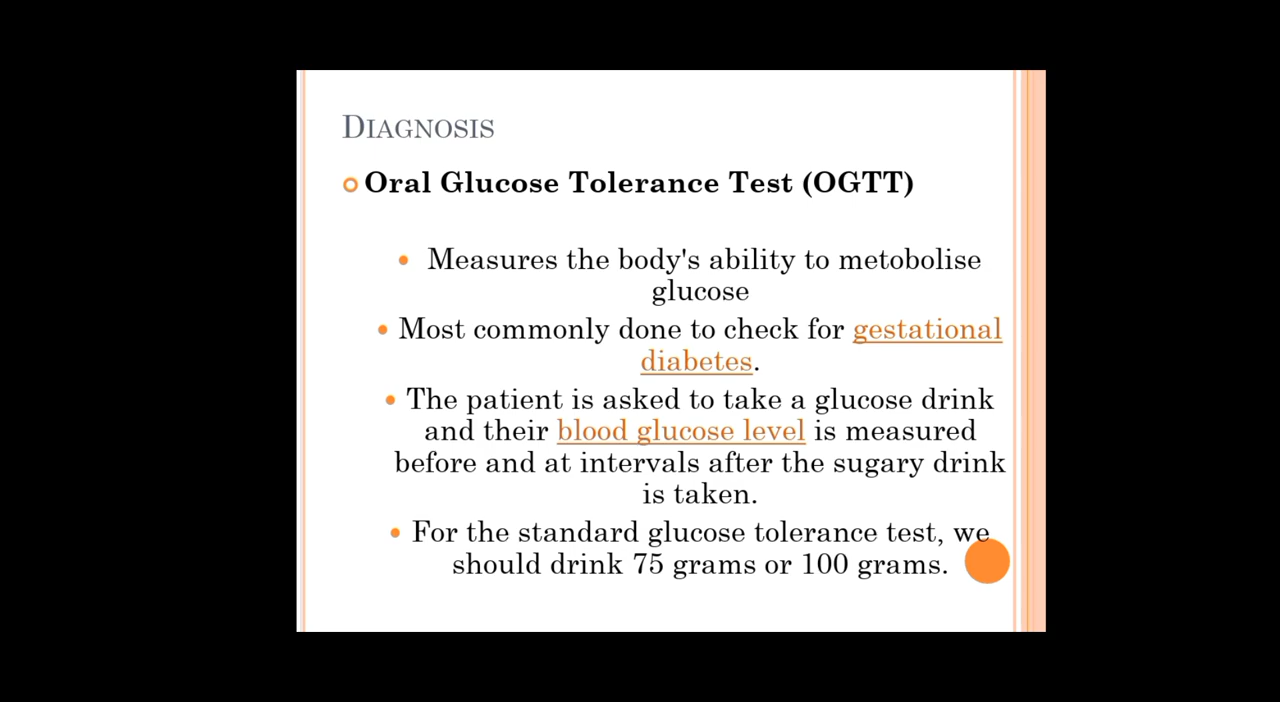 DIAGNOSIS
Oral Glucose Tolerance Test (OGTT)
Measures the body's ability to metobolise
glucose
Most commonly done to check for gestational
diabetes.
The patient is asked to take a glucose drink
and their blood glucose level is measured
before and at intervals after the sugary drink
is taken.
For the standard glucose tolerance test, we
should drink 75 grams or 100 grams.